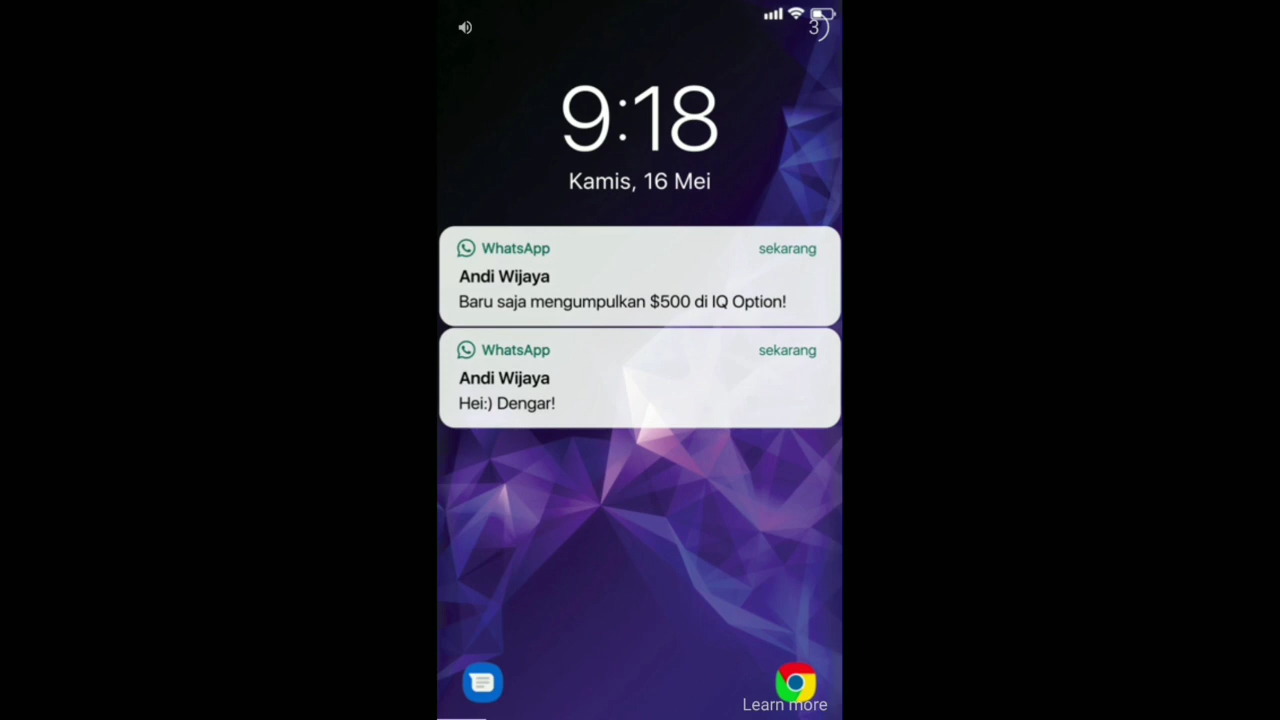 3
9:18
Kamis, 16 Mei
WhatsApp sekarang
Andi Wijaya
Baru saja mengumpulkan $500 di IQ Option!
WhatsApp sekarang
Andi Wijaya
Hei:) Dengar!
Learn more